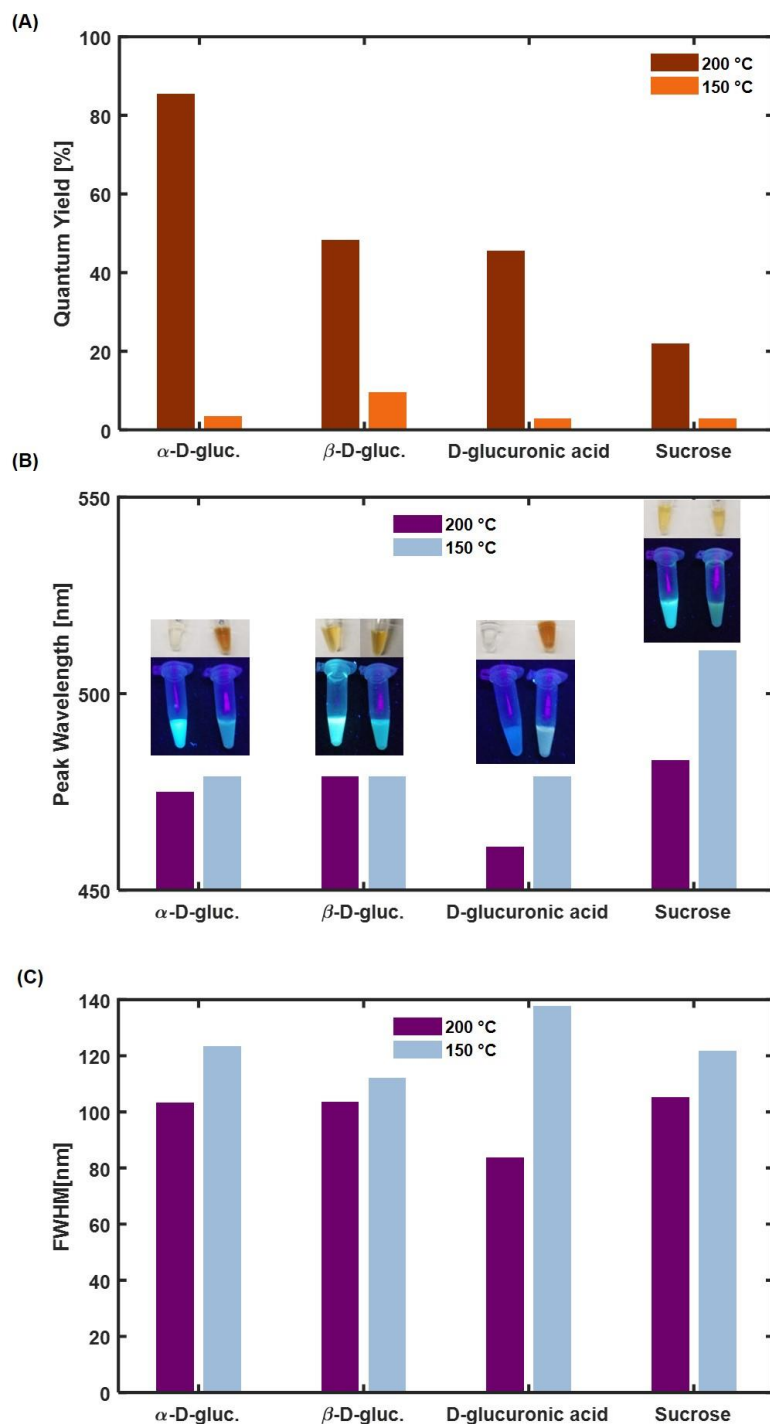 (A)
100
80
60
40
20
0
Quantum Yield [%]
200 °C
150 °C
α-D-gluc. β-D-gluc. D-glucuronic acid Sucrose
(B)
550
500
450
Peak Wavelength [nm]
200 °C
150 °C
α-D-gluc. β-D-gluc. D-glucuronic acid Sucrose
(C)
140
120
100
80
60
40
20
0
FWHM[nm]
200 °C
150 °C
α-D-gluc. β-D-gluc. D-glucuronic acid Sucrose